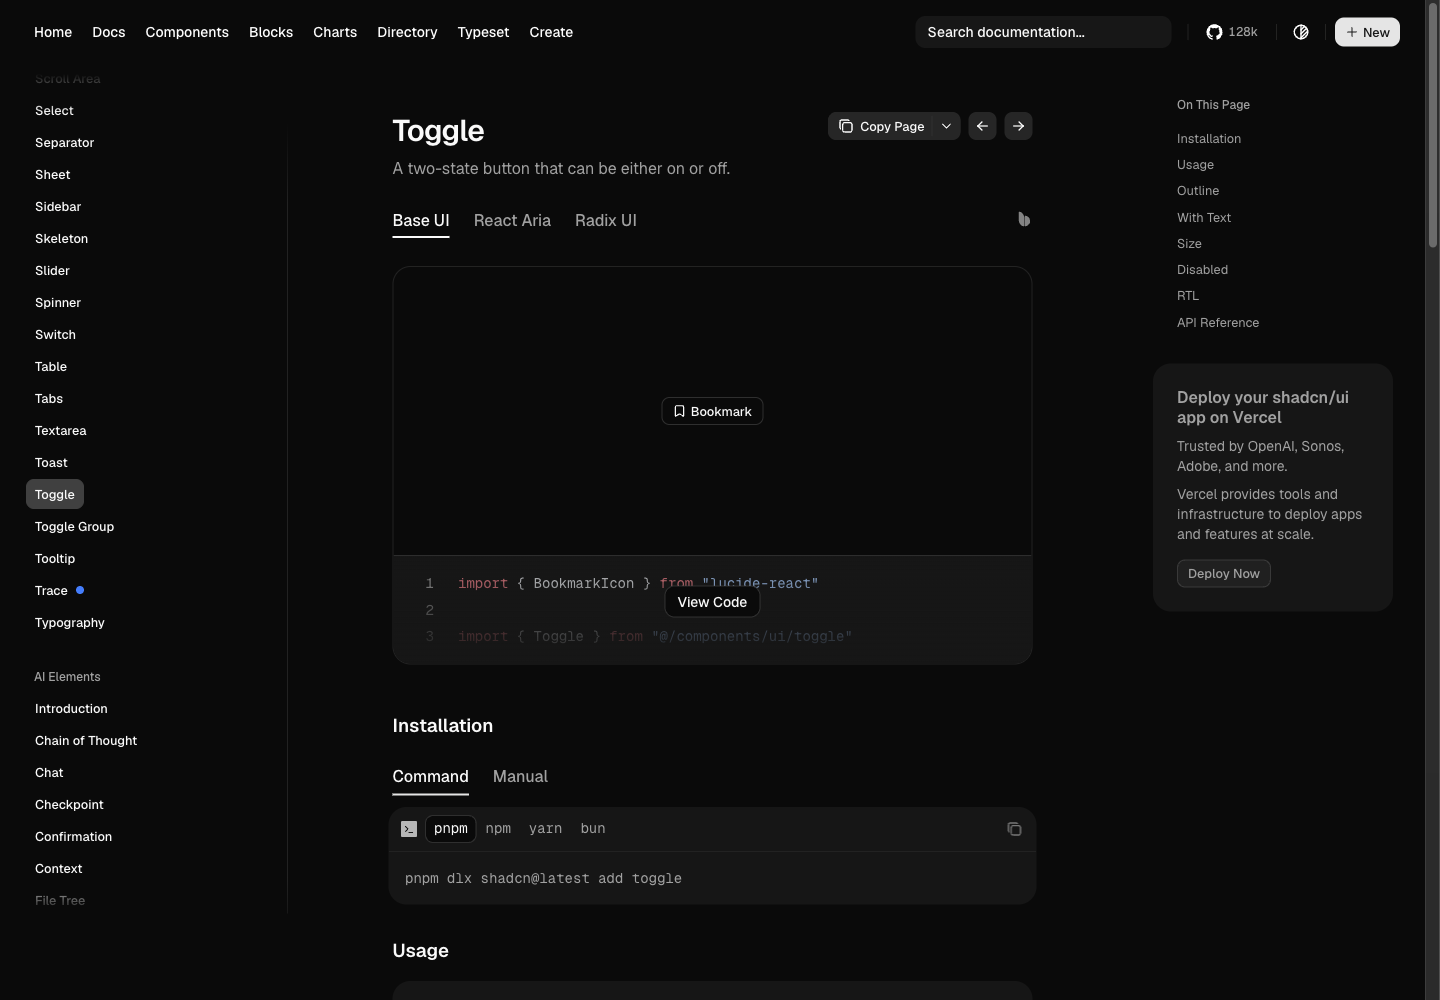 Home Docs Components Blocks Charts Directory Typeset Create
Search documentation...
128k
New
Scroll Area
Select
Separator
Sheet
Sidebar
Skeleton
Slider
Spinner
Switch
Table
Tabs
Textarea
Toast
Toggle
Toggle Group
Tooltip
Trace
Typography
AI Elements
Introduction
Chain of Thought
Chat
Checkpoint
Confirmation
Context
File Tree
Toggle
Copy Page
A two-state button that can be either on or off.
Base UI React Aria Radix UI
Bookmark
1 import { BookmarkIcon } from "lucide-react"
2
View Code
3 import { Toggle } from "@/components/ui/toggle"
Installation
Command Manual
pnpm npm yarn bun
pnpm dlx shadcn@latest add toggle
Usage
On This Page
Installation
Usage
Outline
With Text
Size
Disabled
RTL
API Reference
Deploy your shadcn/ui
app on Vercel
Trusted by OpenAI, Sonos,
Adobe, and more.
Vercel provides tools and
infrastructure to deploy apps
and features at scale.
Deploy Now